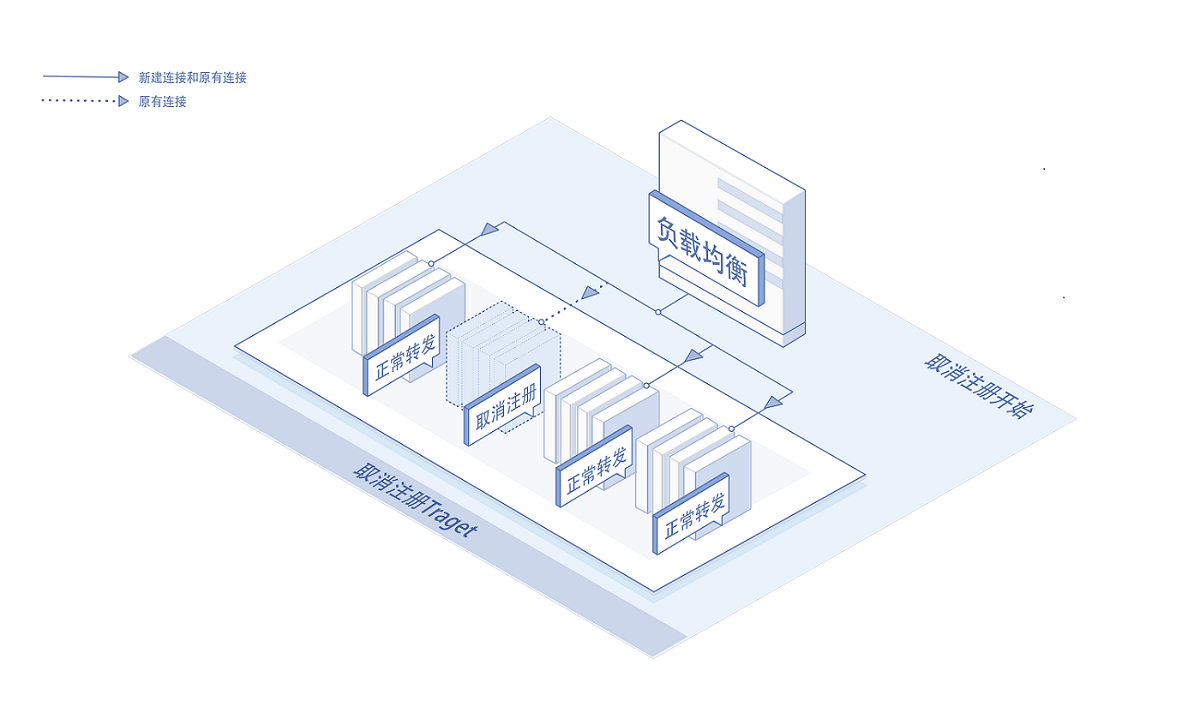 新建连接和原有连接
原有连接
负载均衡
正常转发
取消注册
正常转发
正常转发
取消注册开始
取消注册Traget